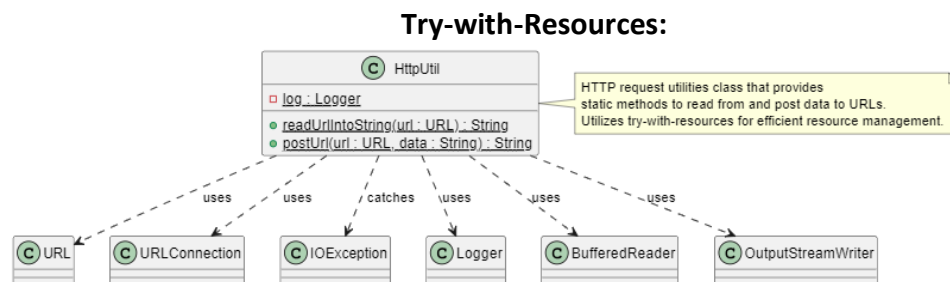 Try-with-Resources:
C HttpUtil
log : Logger
readUrlIntoString(url : URL) : String
postUrl(url : URL, data : String) : String
HTTP request utilities class that provides
static methods to read from and post data to URLs.
Utilizes try-with-resources for efficient resource management.
uses uses catches uses uses uses
C URL C URLConnection C IOException C Logger C BufferedReader C OutputStreamWriter